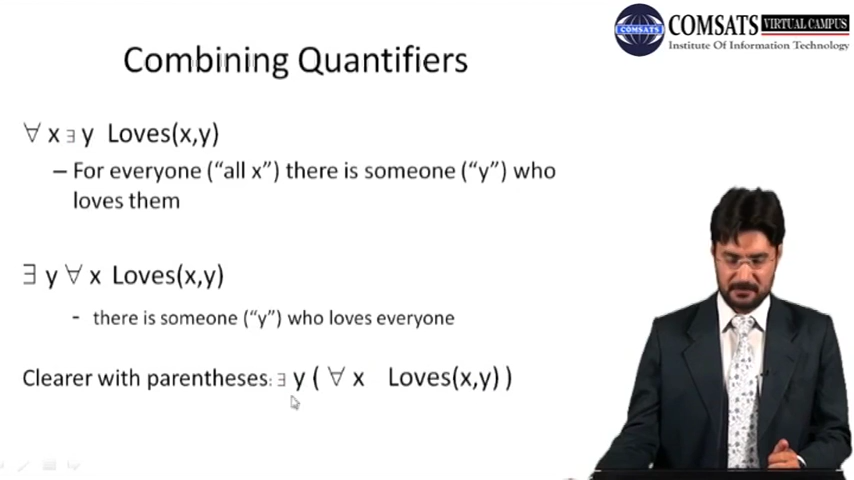 COMSATS VIRTUAL CAMPUS
COMSATS
Institute Of Information Technology
Combining Quantifiers
∀ x ∃ y Loves(x,y)
– For everyone (“all x”) there is someone (“y”) who
loves them
∃ y ∀ x Loves(x,y)
- there is someone (“y”) who loves everyone
Clearer with parentheses: ∃ y ( ∀ x Loves(x,y) )